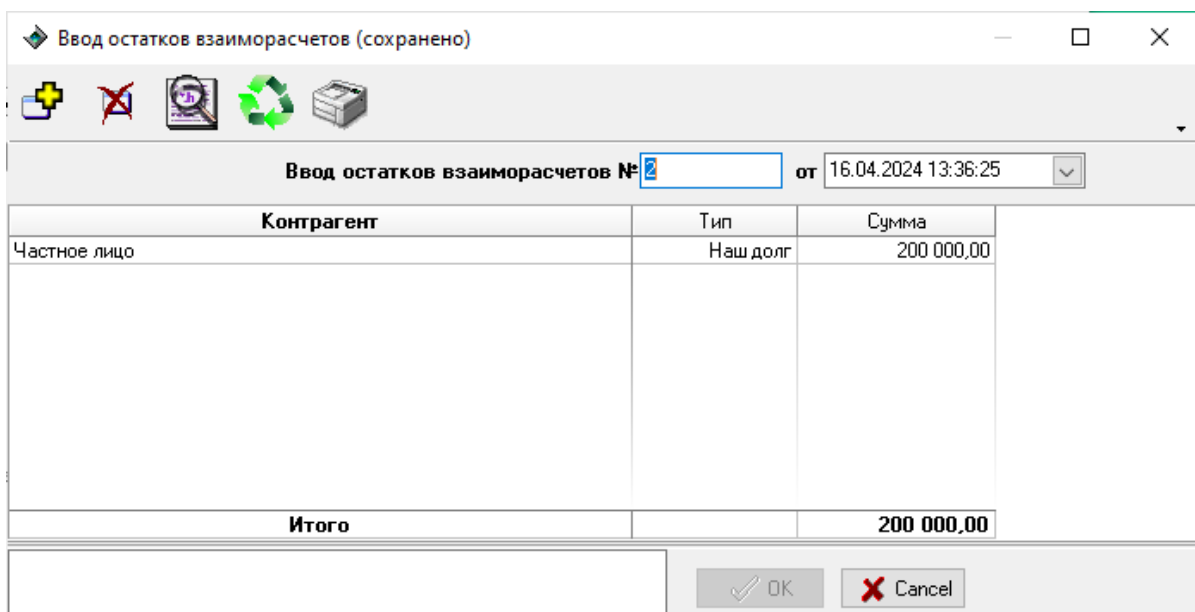 Ввод остатков взаиморасчетов (сохранено)
Ввод остатков взаиморасчетов № 2 от 16.04.2024 13:36:25
Контрагент Тип Сумма
Частное лицо Наш долг 200 000,00
Итого 200 000,00
OK Cancel